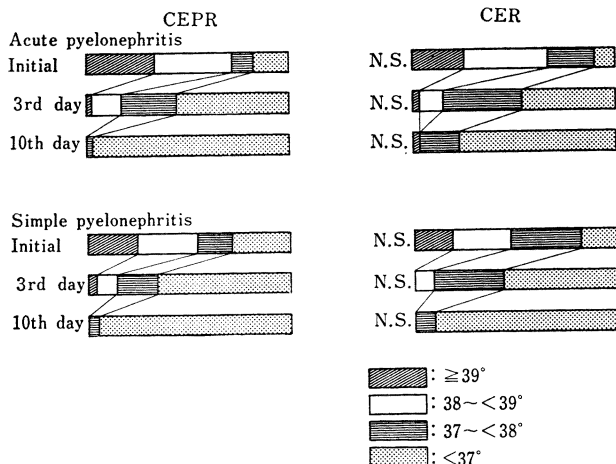 CEPR CER
Acute pyelonephritis
Initial N.S.
3rd day N.S.
10th day N.S.
Simple pyelonephritis
Initial N.S.
3rd day N.S.
10th day N.S.
: ≧39°
: 38~<39°
: 37~<38°
: <37°